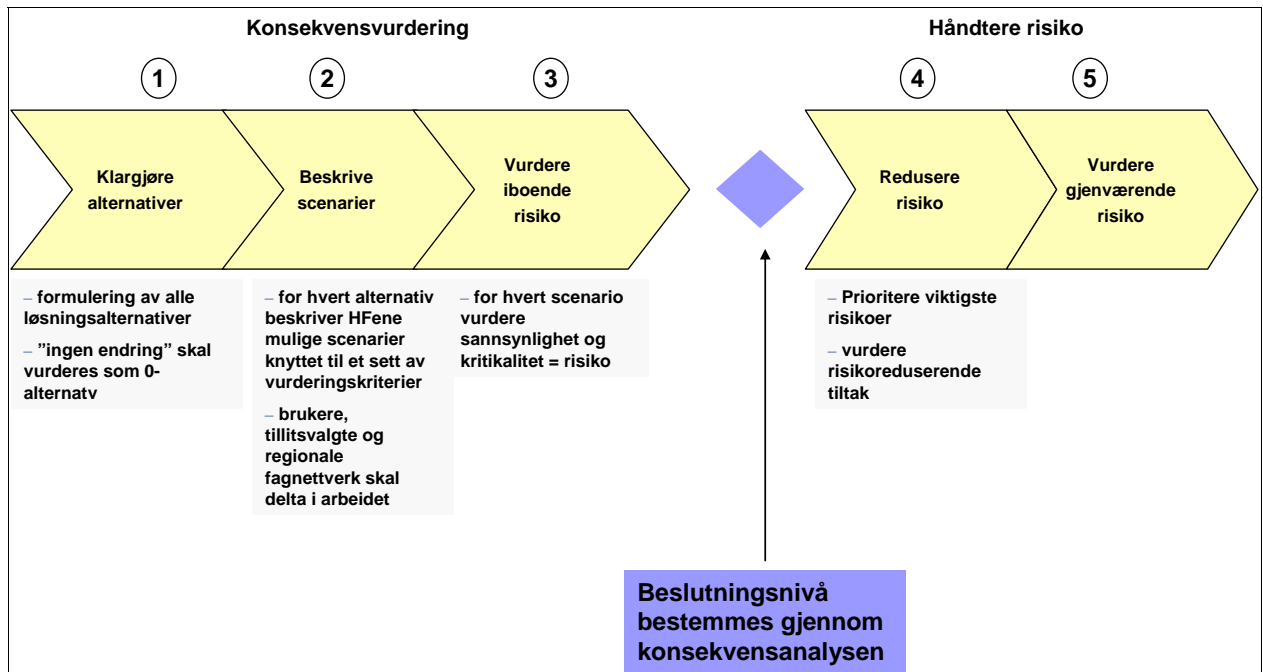 Konsekvensvurdering
Håndtere risiko
1
2
3
4
5
Klargjøre
alternativer
Beskrive
scenarier
Vurdere
iboende
risiko
Redusere
risiko
Vurdere
gjenværende
risiko
– formulering av alle
løsningsalternativer
– ”ingen endring” skal
vurderes som 0-
alternatv
– for hvert alternativ
beskriver HFene
mulige scenarier
knyttet til et sett av
vurderingskriterier
– brukere,
tillitsvalgte og
regionale
fagnettverk skal
delta i arbeidet
– for hvert scenario
vurdere
sannsynlighet og
kritikalitet = risiko
– Prioritere viktigste
risikoer
– vurdere
risikoreduserende
tiltak
Beslutningsnivå
bestemmes gjennom
konsekvensanalysen